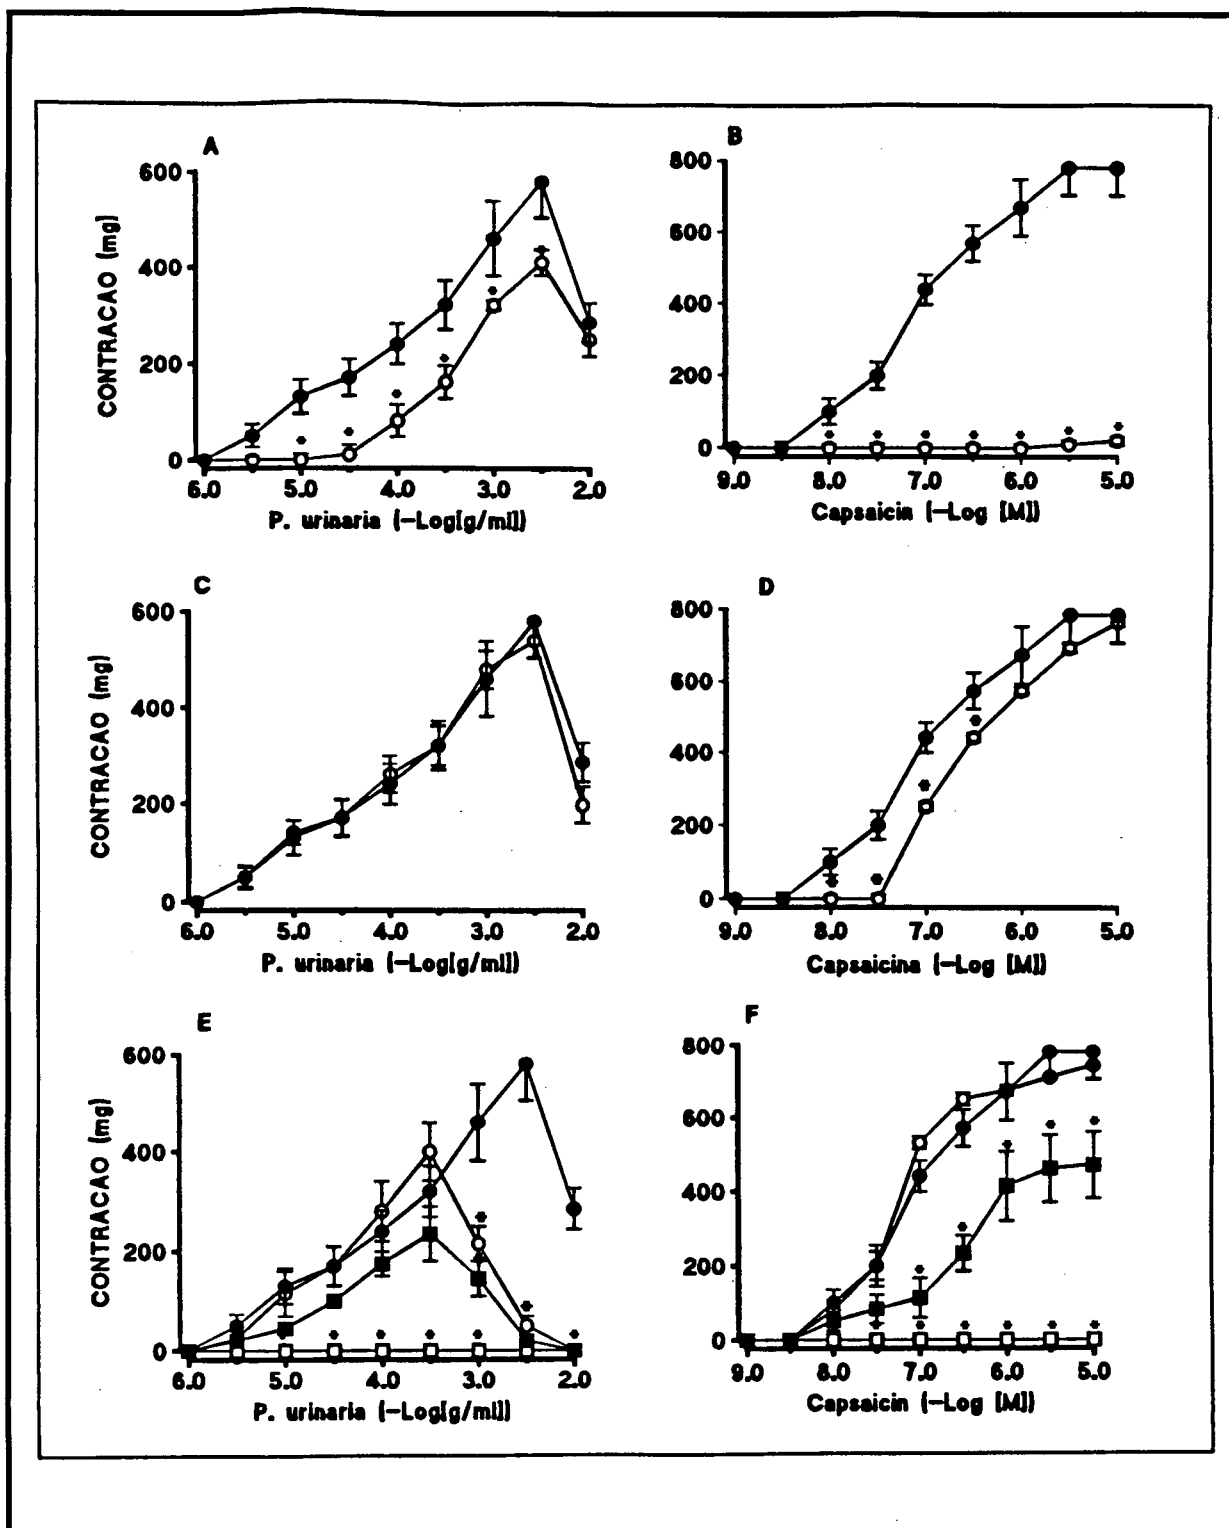 A
600
400
200
0
CONTRACAO (mg)
6.0 5.0 4.0 3.0 2.0
P. urinaria (—Log[g/ml])
B
800
600
400
200
0
9.0 8.0 7.0 6.0 5.0
Capsaicin (—Log [M])
C
600
400
200
0
CONTRACAO (mg)
6.0 5.0 4.0 3.0 2.0
P. urinaria (—Log[g/ml])
D
800
600
400
200
0
9.0 8.0 7.0 6.0 5.0
Capsaicina (—Log [M])
E
600
400
200
0
CONTRACAO (mg)
6.0 5.0 4.0 3.0 2.0
P. urinaria (—Log[g/ml])
F
800
600
400
200
0
9.0 8.0 7.0 6.0 5.0
Capsaicin (—Log [M])